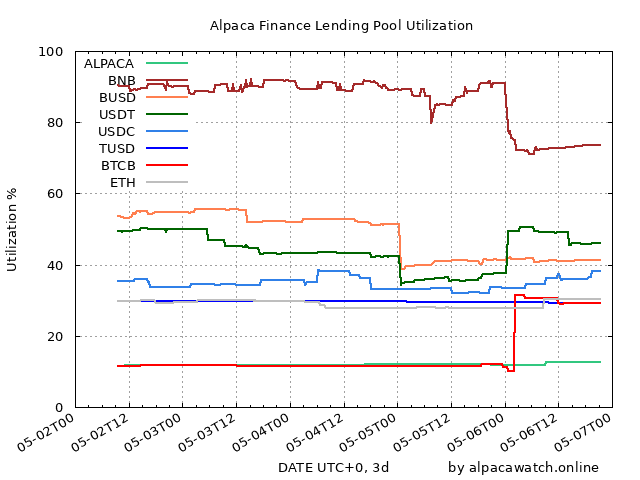 Alpaca Finance Lending Pool Utilization
100
80
60
40
20
0
Utilization %
ALPACA
BNB
BUSD
USDT
USDC
TUSD
BTCB
ETH
05-02T00
05-02T12
05-03T00
05-03T12
05-04T00
05-04T12
05-05T00
05-05T12
05-06T00
05-06T12
05-07T00
DATE UTC+0, 3d
by alpacawatch.online